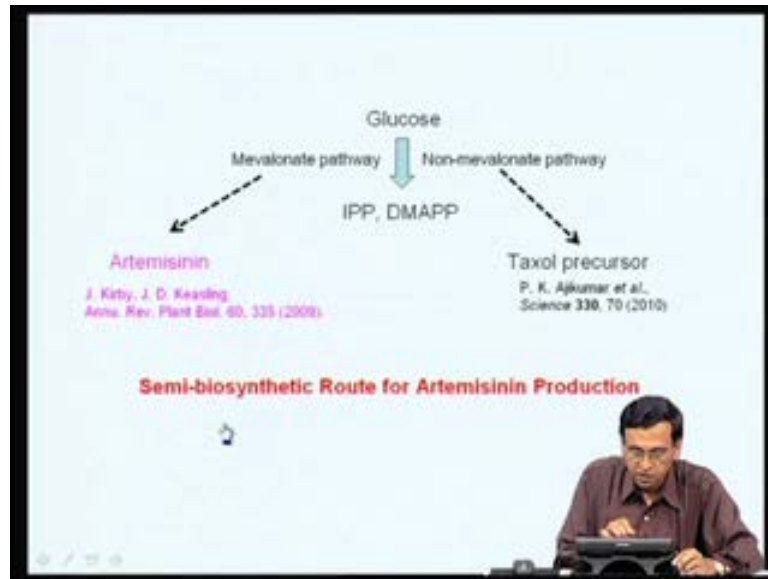 Glucose
Mevalonate pathway Non-mevalonate pathway
IPP, DMAPP
Artemisinin Taxol precursor
J. Kirby, J. D. Keasling P. K. Ajikumar et al.,
Annu. Rev. Plant Biol. 60, 335 (2009) Science 330, 70 (2010)
Semi-biosynthetic Route for Artemisinin Production